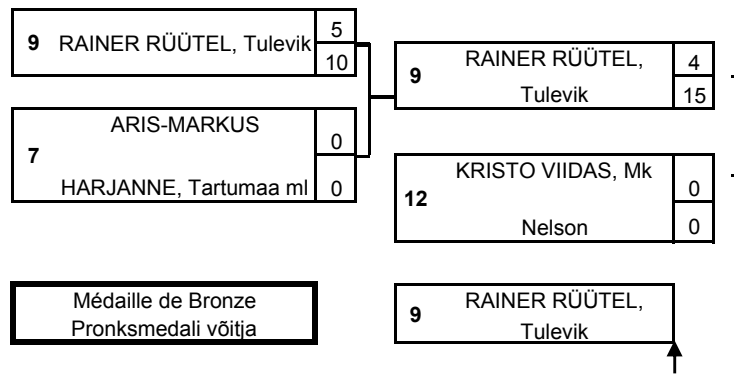 9 RAINER RÜÜTEL, Tulevik 5
10
7 ARIS-MARKUS
HARJANNE, Tartumaa ml
0
0
9 RAINER RÜÜTEL,
Tulevik
4
15
12 KRISTO VIIDAS, Mk
Nelson
0
0
Médaille de Bronze
Pronksmedali võitja
9 RAINER RÜÜTEL,
Tulevik